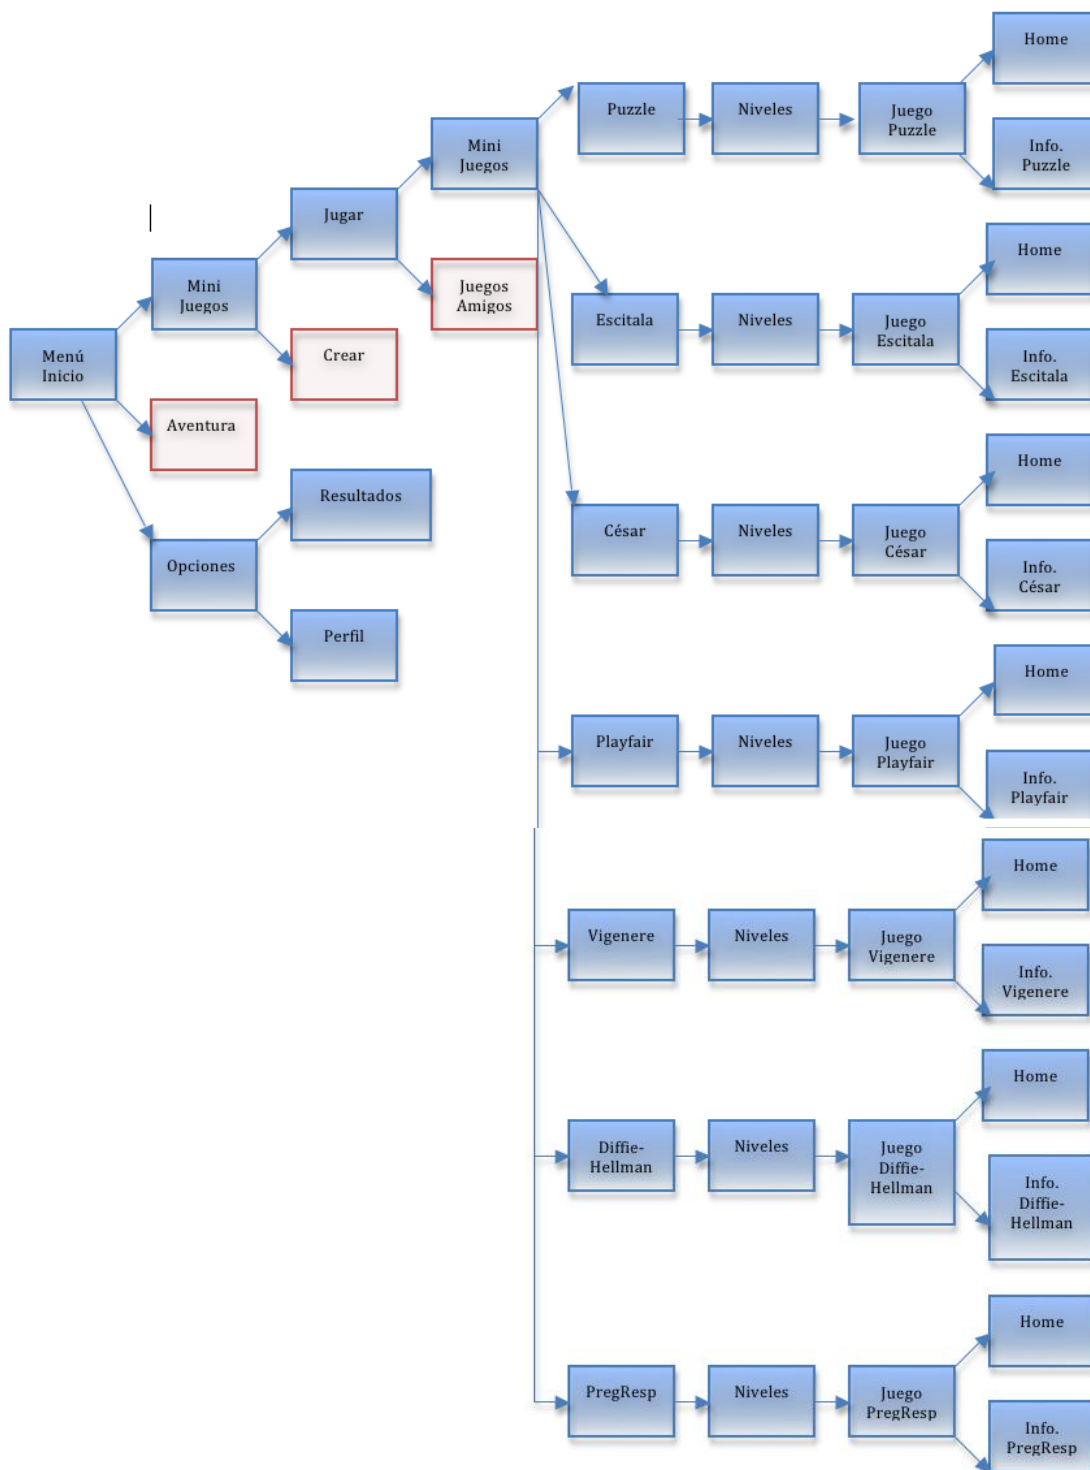 Home
Puzzle
Niveles
Juego
Puzzle
Info.
Puzzle
Mini
Juegos
Jugar
Home
Mini
Juegos
Juegos
Amigos
Escitala
Niveles
Juego
Escitala
Info.
Escitala
Menú
Inicio
Crear
Aventura
Home
Resultados
César
Niveles
Juego
César
Info.
César
Opciones
Perfil
Home
Playfair
Niveles
Juego
Playfair
Info.
Playfair
Home
Vigenere
Niveles
Juego
Vigenere
Info.
Vigenere
Home
Diffie-
Hellman
Niveles
Juego
Diffie-
Hellman
Info.
Diffie-
Hellman
Home
PregResp
Niveles
Juego
PregResp
Info.
PregResp